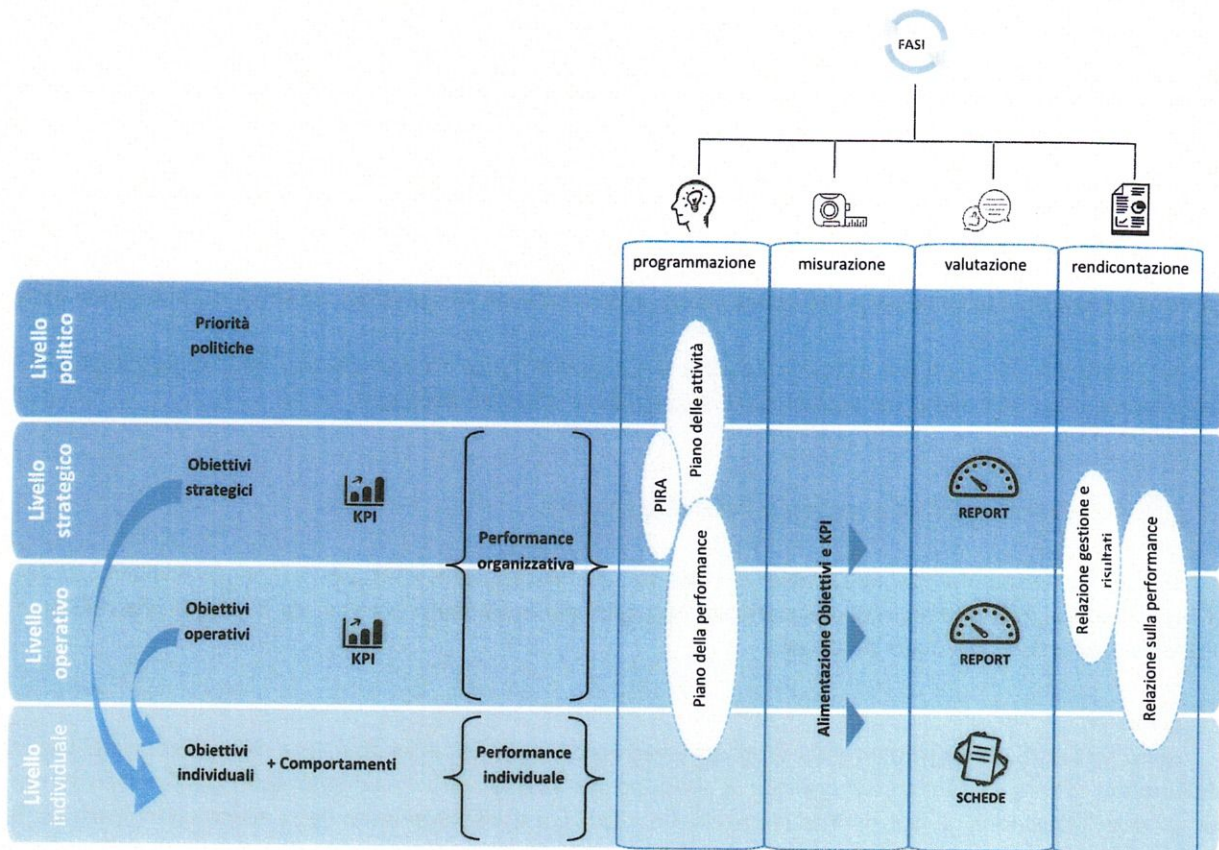 FASI
programmazione
misurazione
valutazione
rendicontazione
Livello
politico
Priorità
politiche
Piano delle attività
Livello
strategico
Obiettivi
strategici
KPI
Performance
organizzativa
PIRA
Piano della performance
Alimentazione Obiettivi e KPI
REPORT
Relazione gestione e
risultati
Relazione sulla performance
Livello
operativo
Obiettivi
operativi
KPI
REPORT
Livello
individuale
Obiettivi
individuali
+ Comportamenti
Performance
individuale
SCHEDE